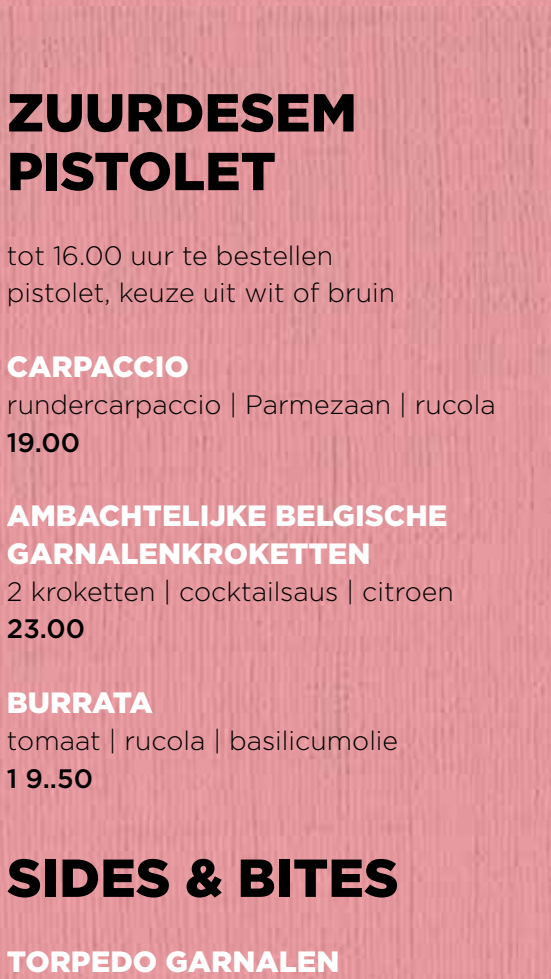 ZUURDESEM
PISTOLET
tot 16.00 uur te bestellen
pistolet, keuze uit wit of bruin
CARPACCIO
rundercarpaccio | Parmezaan | rucola
19.00
AMBACHTELIJKE BELGISCHE
GARNALENKROKETTEN
2 kroketten | cocktailsaus | citroen
23.00
BURRATA
tomaat | rucola | basilicumolie
1 9..50
SIDES & BITES
TORPEDO GARNALEN